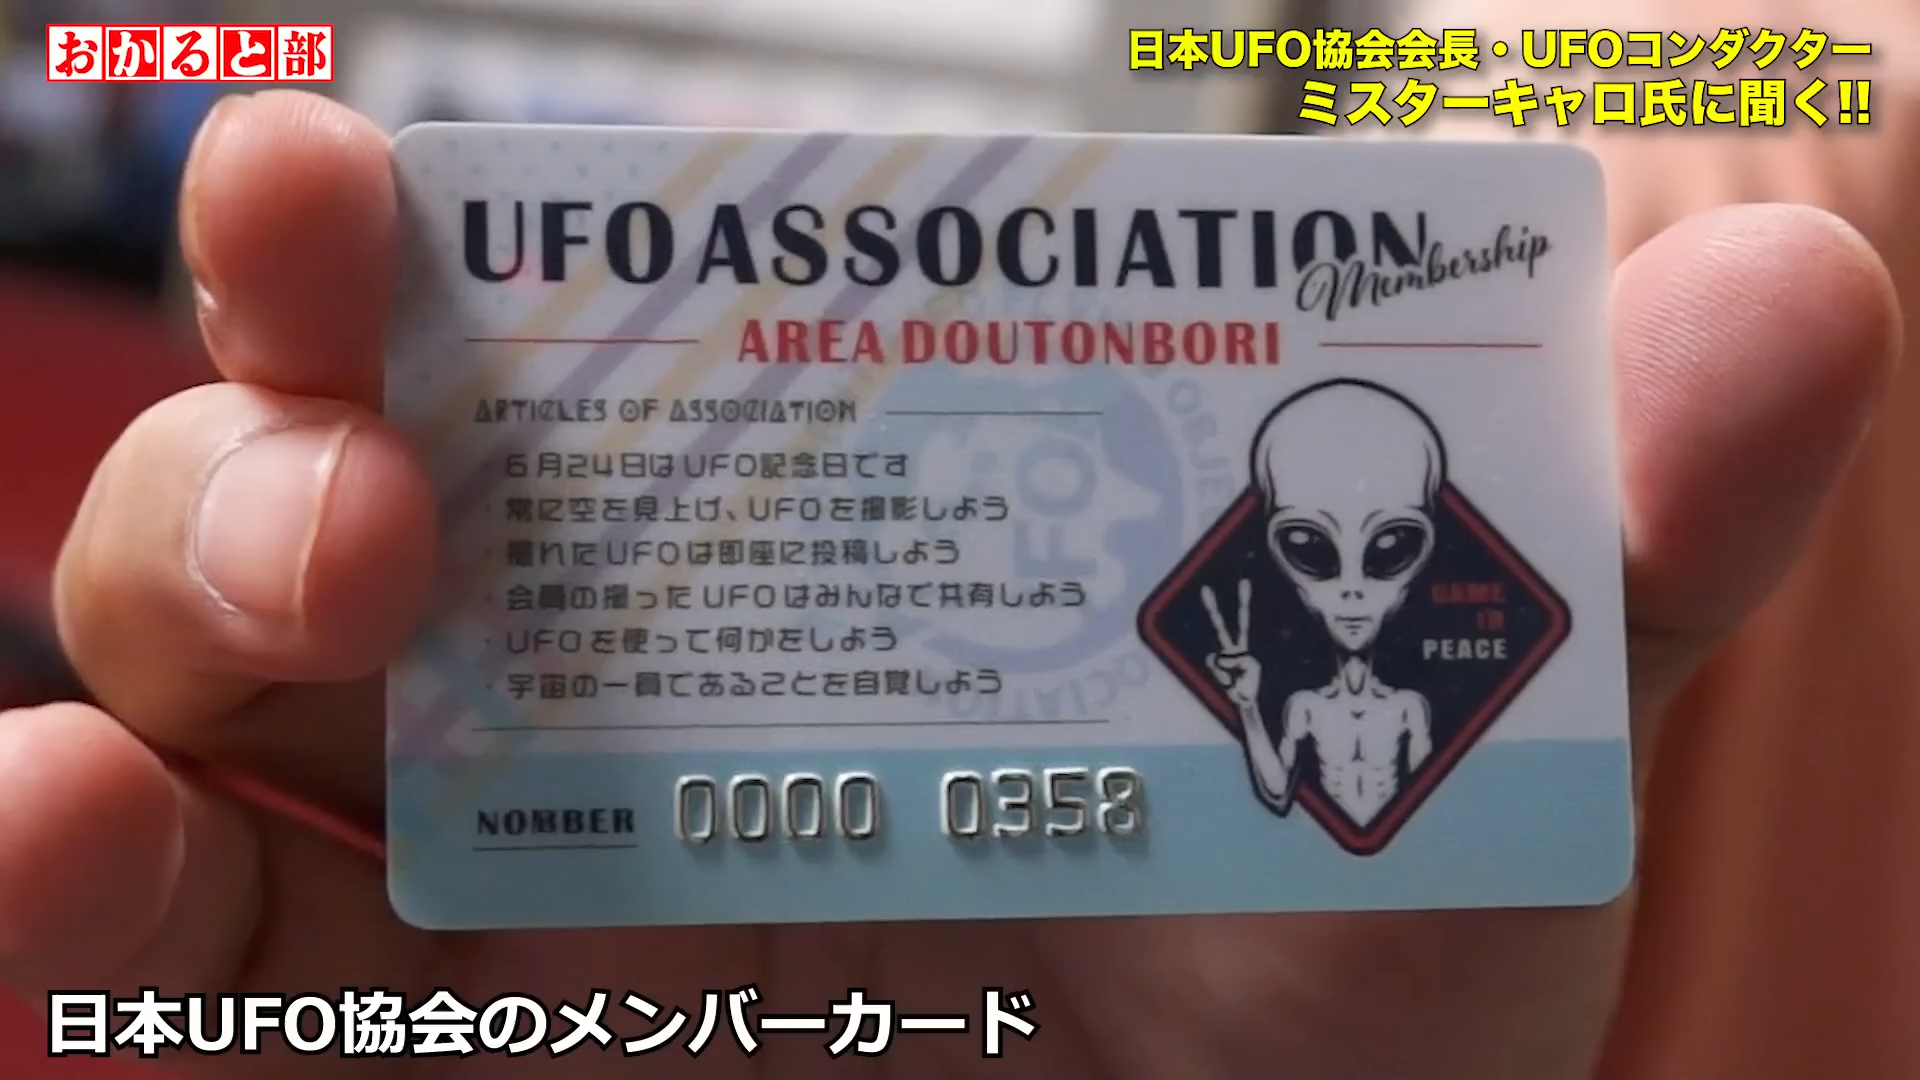 おかると部
日本UFO協会会長・UFOコンダクター
ミスターキャロ氏に聞く!!
UFO ASSOCIATION
Membership
AREA DOUTONBORI
ARTICLES OF ASSOCIATION
・6月24日はUFO記念日です
・常に空を見上げ、UFOを撮影しよう
・撮れたUFOは即座に投稿しよう
・会員の撮ったUFOはみんなで共有しよう
・UFOを使って何かをしよう
・宇宙の一員であることを自覚しよう
GAME
IN
PEACE
0000 0358
日本UFO協会のメンバーカード